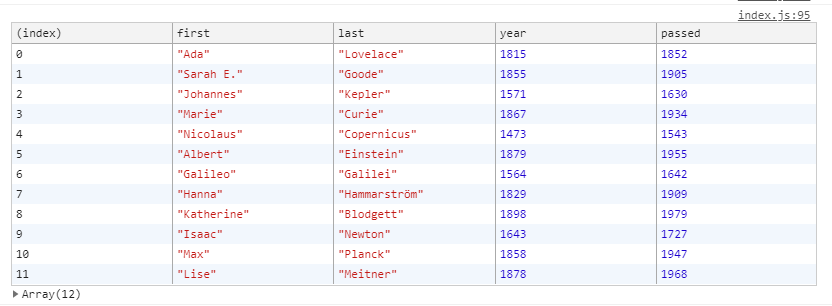 index.js:95
(index) first last year passed
0 "Ada" "Lovelace" 1815 1852
1 "Sarah E." "Goode" 1855 1905
2 "Johannes" "Kepler" 1571 1630
3 "Marie" "Curie" 1867 1934
4 "Nicolaus" "Copernicus" 1473 1543
5 "Albert" "Einstein" 1879 1955
6 "Galileo" "Galilei" 1564 1642
7 "Hanna" "Hammarström" 1829 1909
8 "Katherine" "Blodgett" 1898 1979
9 "Isaac" "Newton" 1643 1727
10 "Max" "Planck" 1858 1947
11 "Lise" "Meitner" 1878 1968
Array(12)